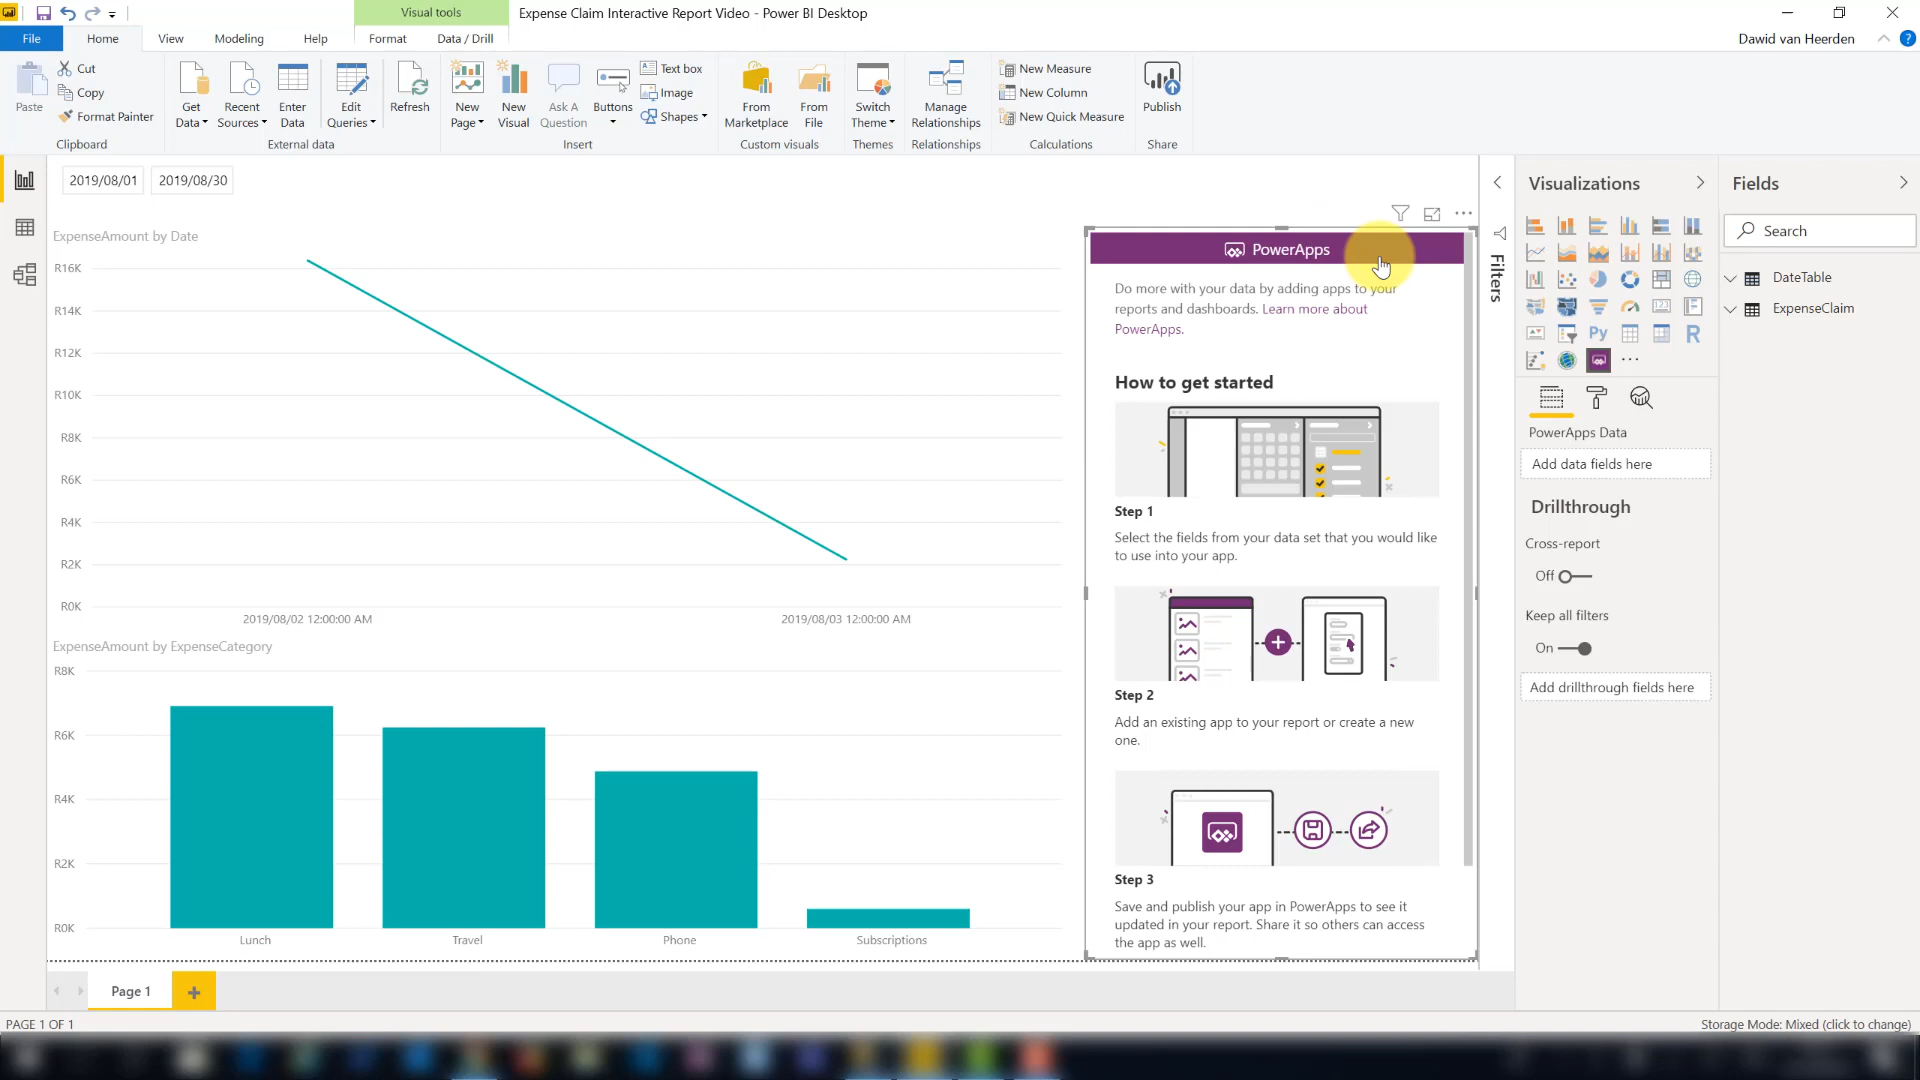 Visual tools
Expense Claim Interactive Report Video - Power BI Desktop
File
Home
View
Modeling
Help
Format
Data / Drill
Dawid van Heerden
?
Paste
Cut
Copy
Format Painter
Clipboard
Get
Data
Recent
Sources
Enter
Data
Edit
Queries
Refresh
External data
New
Page
New
Visual
Ask A
Question
Buttons
Text box
Image
Shapes
Insert
From
Marketplace
From
File
Custom visuals
Switch
Theme
Themes
Manage
Relationships
Relationships
New Measure
New Column
New Quick Measure
Calculations
Publish
Share
2019/08/01
2019/08/30
ExpenseAmount by Date
R16K
R14K
R12K
R10K
R8K
R6K
R4K
R2K
R0K
2019/08/02 12:00:00 AM
2019/08/03 12:00:00 AM
ExpenseAmount by ExpenseCategory
R8K
R6K
R4K
R2K
R0K
Lunch
Travel
Phone
Subscriptions
PowerApps
Do more with your data by adding apps to your
reports and dashboards. Learn more about
PowerApps.
How to get started
Step 1
Select the fields from your data set that you would like
to use into your app.
Step 2
Add an existing app to your report or create a new
one.
Step 3
Save and publish your app in PowerApps to see it
updated in your report. Share it so others can access
the app as well.
Filters
Visualizations
123
Py
R
PowerApps Data
Add data fields here
Drillthrough
Cross-report
Off
Keep all filters
On
Add drillthrough fields here
Fields
Search
DateTable
ExpenseClaim
Page 1
PAGE 1 OF 1
Storage Mode: Mixed (click to change)